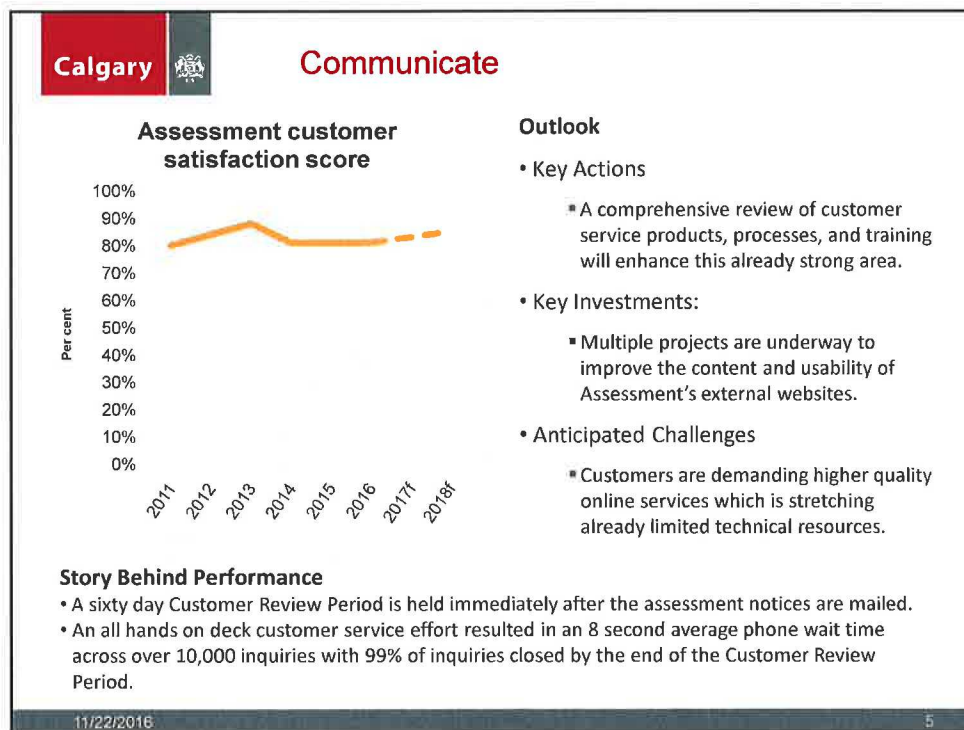 Calgary
Communicate
Assessment customer
satisfaction score
100%
90%
80%
70%
60%
50%
40%
30%
20%
10%
0%
Per cent
2011
2012
2013
2014
2015
2016
2017f
2018f
Outlook
• Key Actions
▪ A comprehensive review of customer
service products, processes, and training
will enhance this already strong area.
• Key Investments:
▪ Multiple projects are underway to
improve the content and usability of
Assessment's external websites.
• Anticipated Challenges
▪ Customers are demanding higher quality
online services which is stretching
already limited technical resources.
Story Behind Performance
• A sixty day Customer Review Period is held immediately after the assessment notices are mailed.
• An all hands on deck customer service effort resulted in an 8 second average phone wait time
across over 10,000 inquiries with 99% of inquiries closed by the end of the Customer Review
Period.
11/22/2016
5